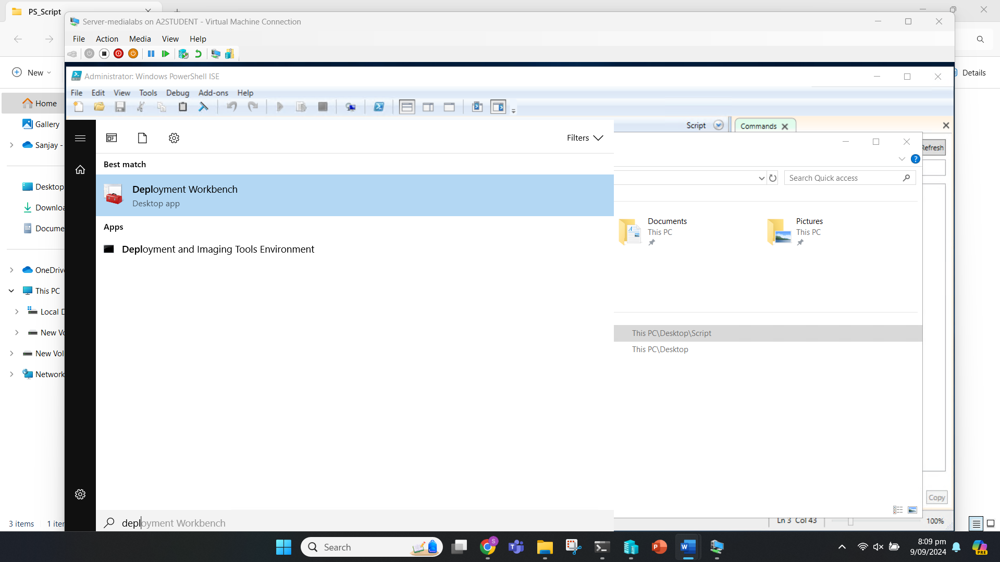 PS_Script
Server-medialabs on A2STUDENT - Virtual Machine Connection
File Action Media View Help
New
Details
Administrator: Windows PowerShell ISE
File Edit View Tools Debug Add-ons Help
Home
Gallery
Sanjay -
Desktop
Downloa
Docume
OneDrive
This PC
Local D
New Vo
New Vol
Network
3 items 1 iter
Filters
Best match
Deployment Workbench
Desktop app
Apps
Deployment and Imaging Tools Environment
deployment Workbench
Script
Commands
Refresh
?
Search Quick access
Documents
This PC
Pictures
This PC
This PC\Desktop\Script
This PC\Desktop
Copy
Ln 3 Col 43
100%
Search
S
8:09 pm
9/09/2024
PRE